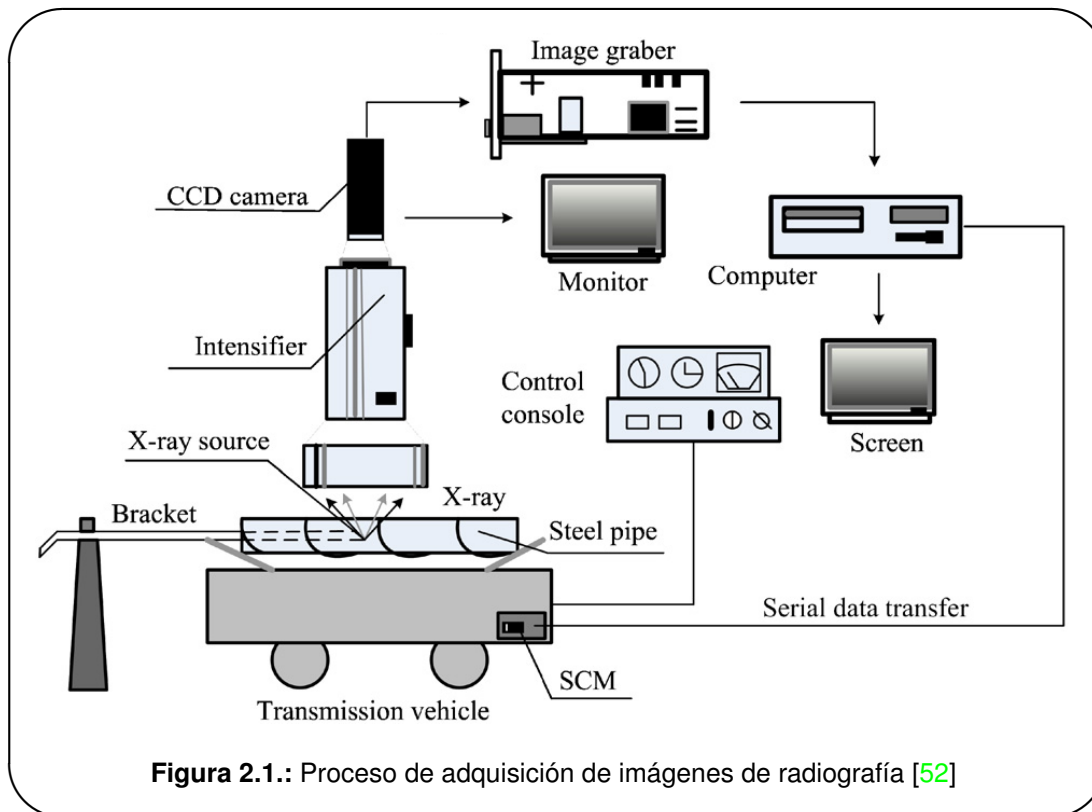 Image graber
CCD camera
Monitor
Computer
Intensifier
Control
console
Screen
X-ray source
X-ray
Bracket
Steel pipe
Serial data transfer
SCM
Transmission vehicle
Figura 2.1.: Proceso de adquisición de imágenes de radiografía [52]